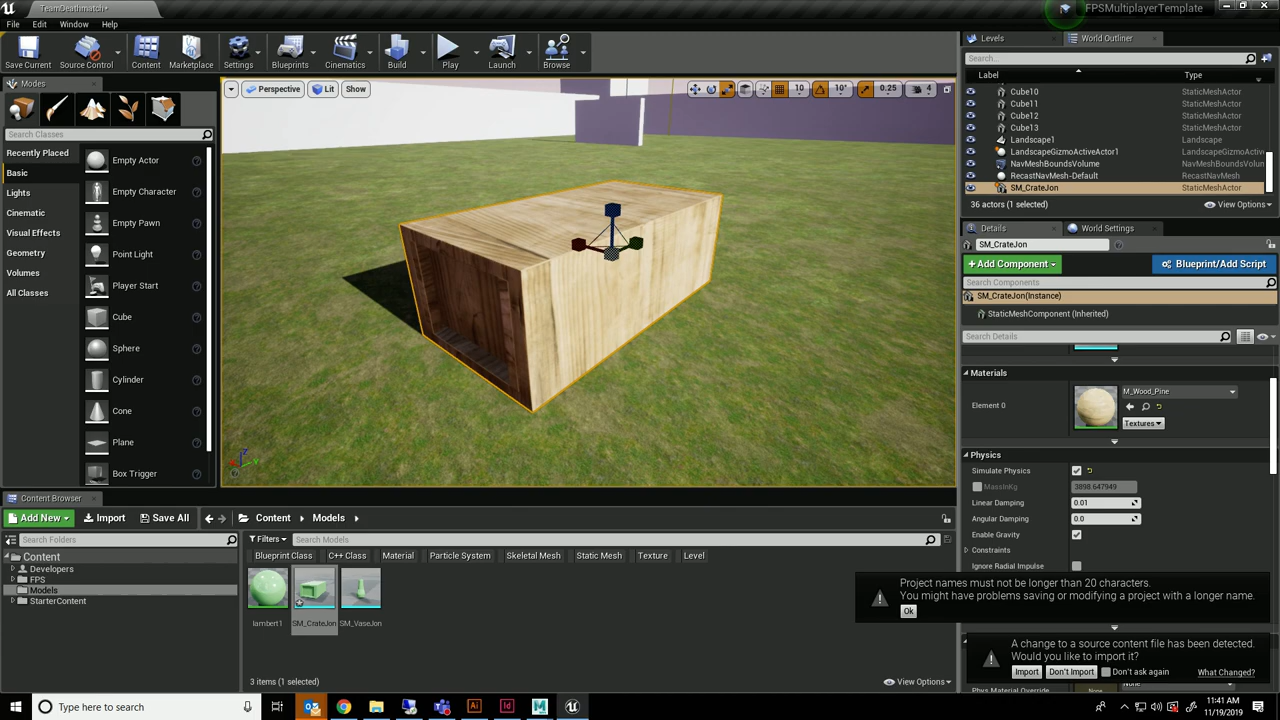 TeamDeathmatch*
FPSMultiplayerTemplate
File Edit Window Help
Save Current
Source Control
Content
Marketplace
Settings
Blueprints
Cinematics
Build
Play
Launch
Browse
Modes
Search Classes
Recently Placed
Basic
Lights
Cinematic
Visual Effects
Geometry
Volumes
All Classes
Empty Actor
Empty Character
Empty Pawn
Point Light
Player Start
Cube
Sphere
Cylinder
Cone
Plane
Box Trigger
Perspective Lit Show
10 10° 0.25 4
Levels World Outliner
Search...
Label Type
Cube10 StaticMeshActor
Cube11 StaticMeshActor
Cube12 StaticMeshActor
Cube13 StaticMeshActor
Landscape1 Landscape
LandscapeGizmoActiveActor1 LandscapeGizmoActive
NavMeshBoundsVolume NavMeshBoundsVolun
RecastNavMesh-Default RecastNavMesh
SM_CrateJon StaticMeshActor
36 actors (1 selected) View Options
Details World Settings
SM_CrateJon
Add Component Blueprint/Add Script
Search Components
SM_CrateJon(Instance)
StaticMeshComponent (Inherited)
Search Details
Materials
Element 0 M_Wood_Pine
Textures
Physics
Simulate Physics
MassInKg 3898.647949
Linear Damping 0.01
Angular Damping 0.0
Enable Gravity
Constraints
Ignore Radial Impulse
Project names must not be longer than 20 characters.
You might have problems saving or modifying a project with a longer name.
Ok
A change to a source content file has been detected.
Would you like to import it?
Import Don't Import Don't ask again What Changed?
Phys Material Override None
Content Browser
Add New Import Save All Content Models
Search Folders
Content
Developers
FPS
Models
StarterContent
Filters Search Models
Blueprint Class C++ Class Material Particle System Skeletal Mesh Static Mesh Texture Level
lambert1 SM_CrateJon SM_VaseJon
3 items (1 selected) View Options
Type here to search
11:41 AM
11/19/2019